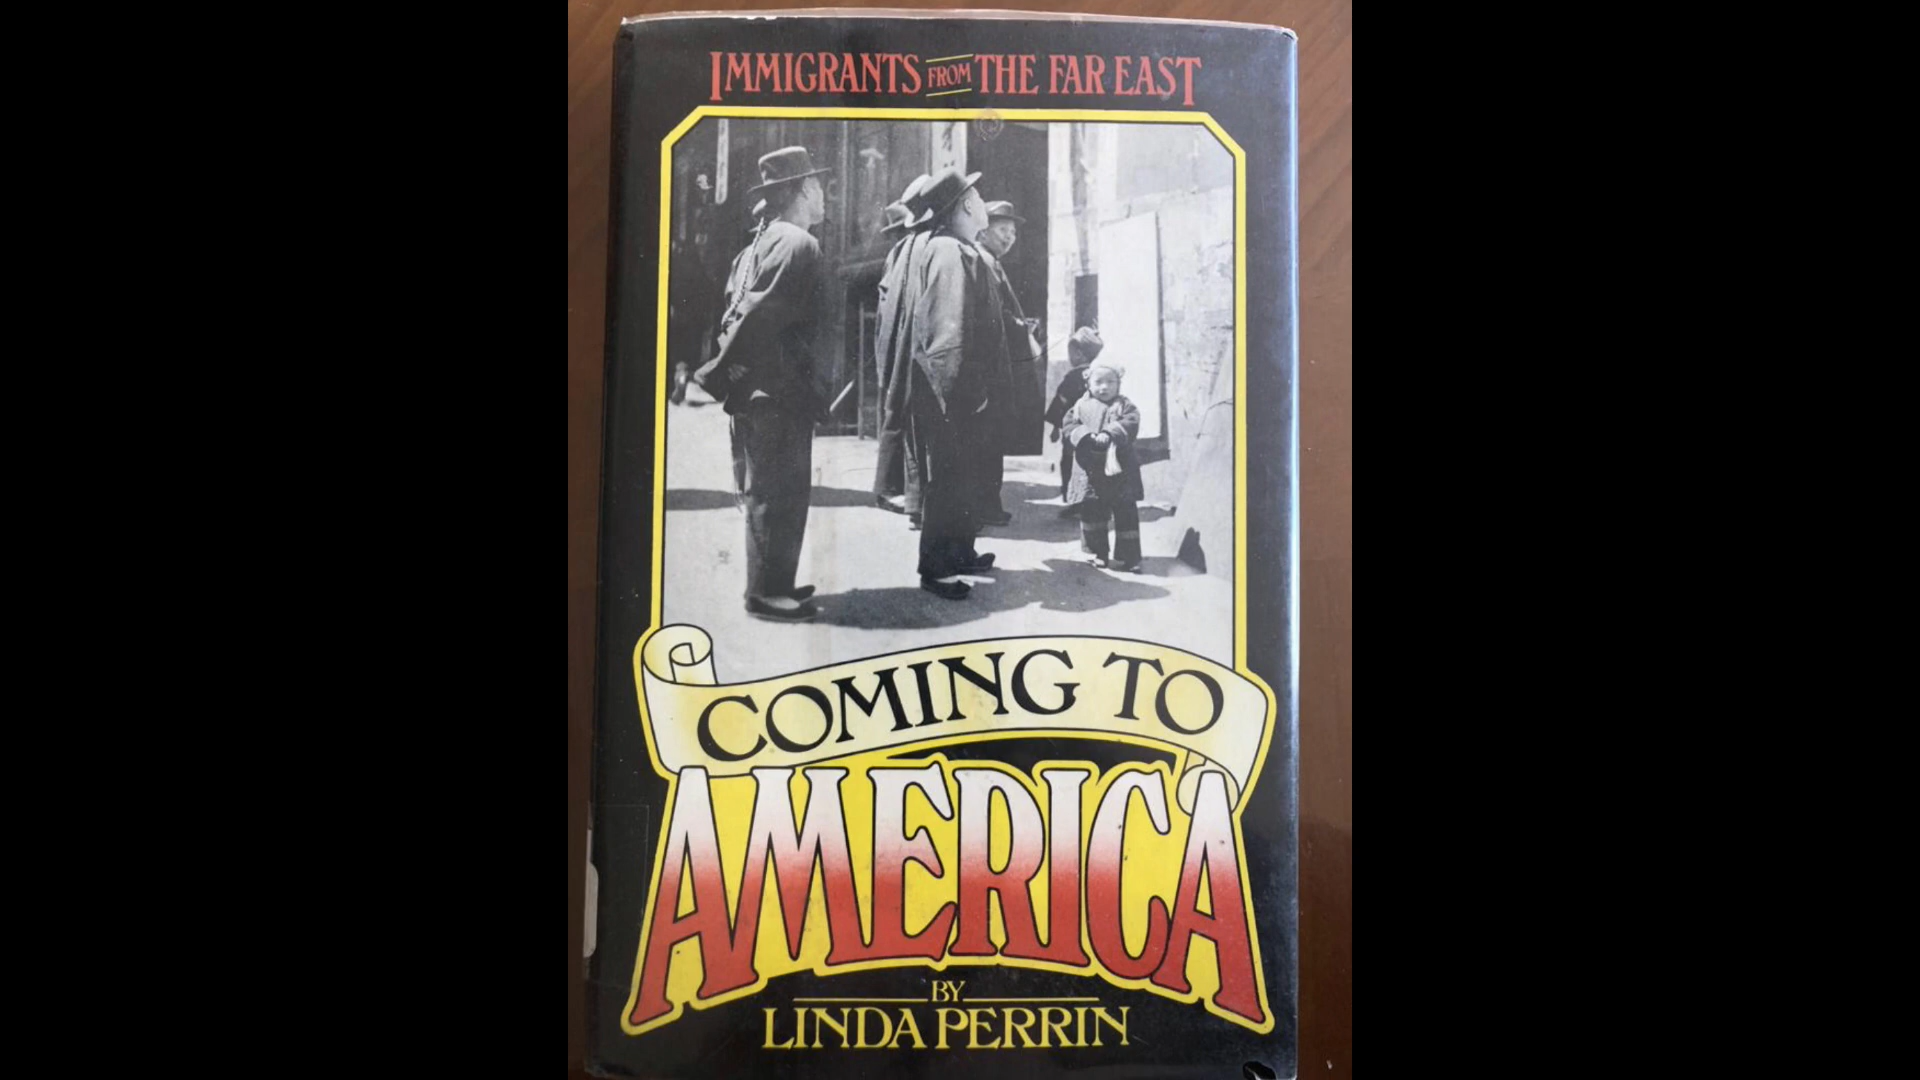 IMMIGRANTS FROM THE FAR EAST
COMING TO
AMERICA
BY
LINDA PERRIN